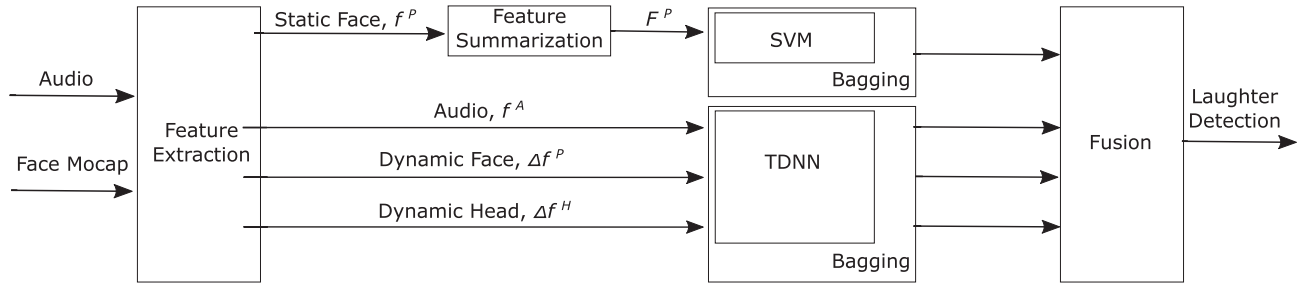 Audio
Face Mocap
Feature
Extraction
Static Face, f P
Feature
Summarization
F P
SVM
Bagging
Audio, f A
Dynamic Face, Δf P
Dynamic Head, Δf H
TDNN
Bagging
Fusion
Laughter
Detection